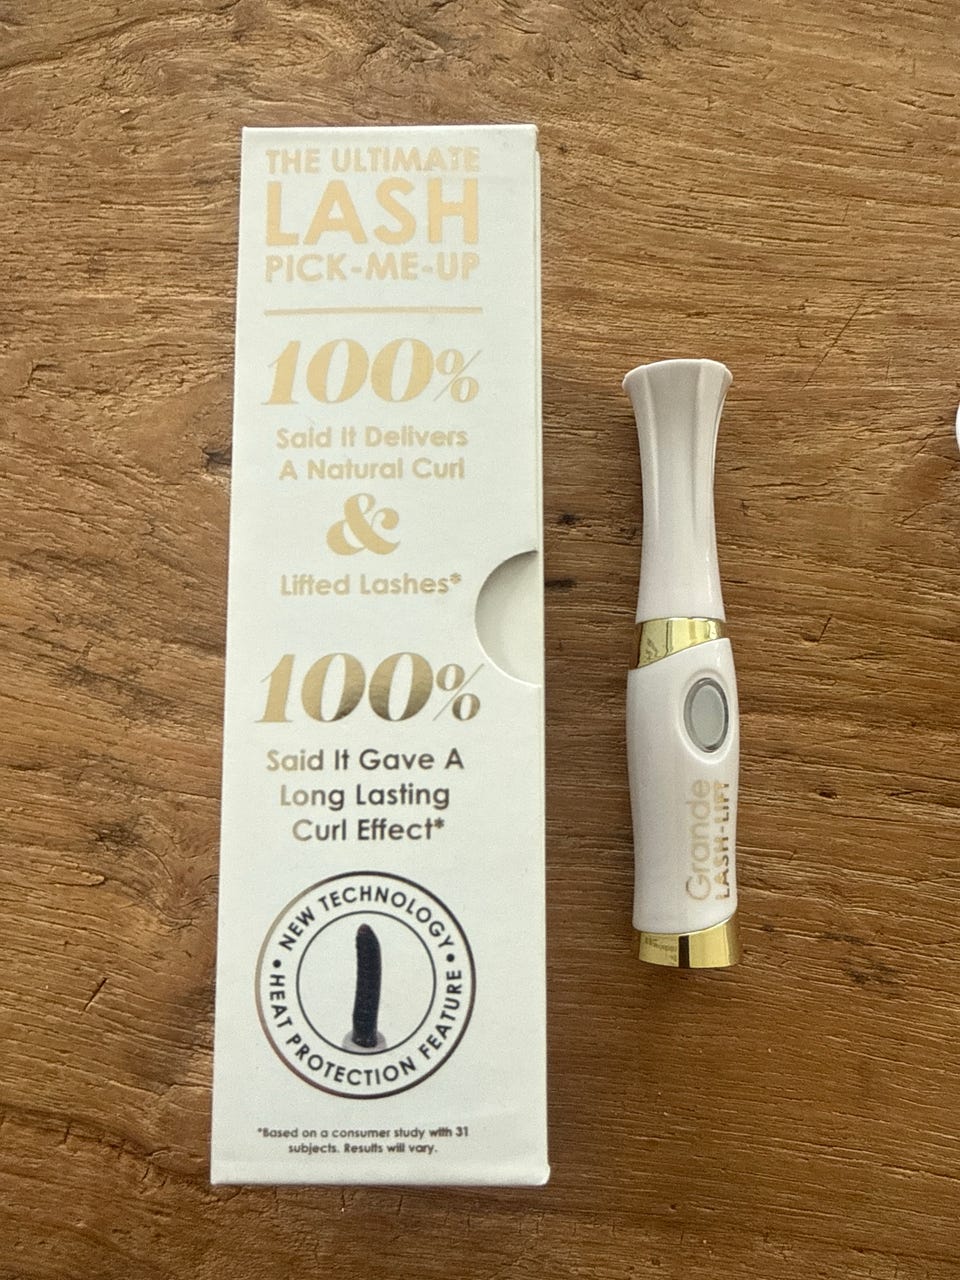 THE ULTIMATE
LASH
PICK-ME-UP
100%
Said It Delivers
A Natural Curl
&
Lifted Lashes*
100%
Said It Gave A
Long Lasting
Curl Effect*
• NEW TECHNOLOGY •
HEAT PROTECTION FEATURE
*Based on a consumer study with 31
subjects. Results will vary.
Grande
LASH-LIFT